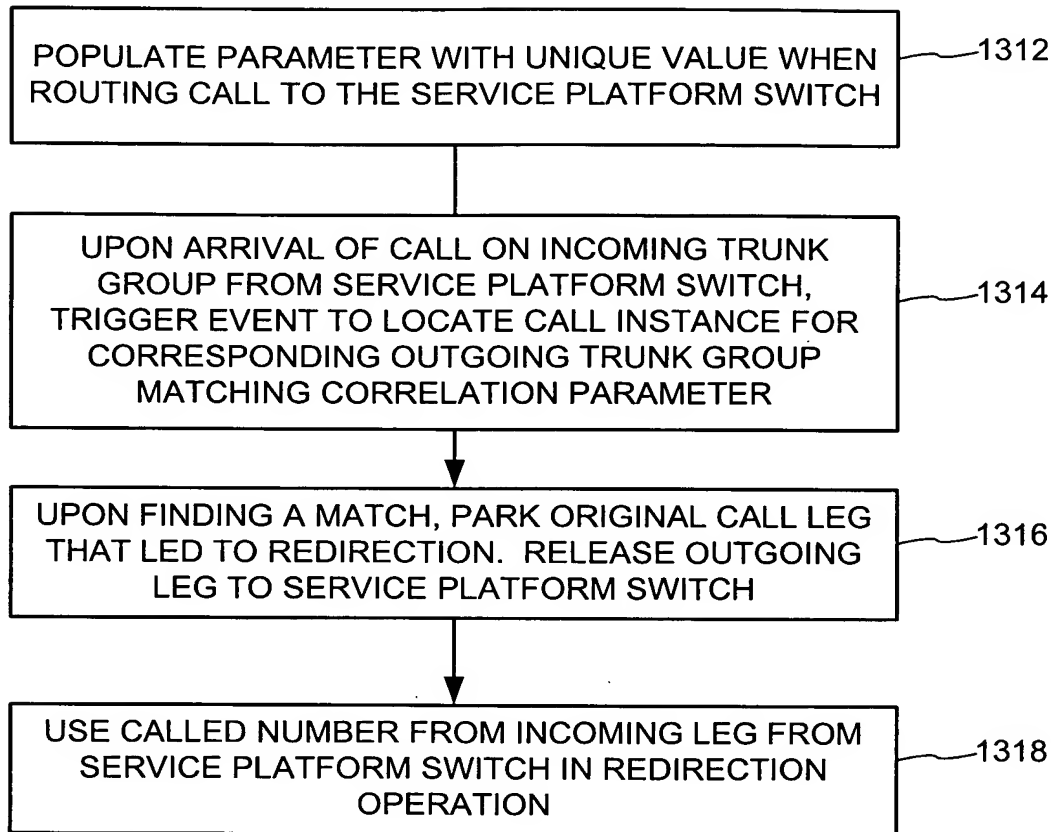 POPULATE PARAMETER WITH UNIQUE VALUE WHEN
ROUTING CALL TO THE SERVICE PLATFORM SWITCH
1312
UPON ARRIVAL OF CALL ON INCOMING TRUNK
GROUP FROM SERVICE PLATFORM SWITCH,
TRIGGER EVENT TO LOCATE CALL INSTANCE FOR
CORRESPONDING OUTGOING TRUNK GROUP
MATCHING CORRELATION PARAMETER
1314
UPON FINDING A MATCH, PARK ORIGINAL CALL LEG
THAT LED TO REDIRECTION. RELEASE OUTGOING
LEG TO SERVICE PLATFORM SWITCH
1316
USE CALLED NUMBER FROM INCOMING LEG FROM
SERVICE PLATFORM SWITCH IN REDIRECTION
OPERATION
1318